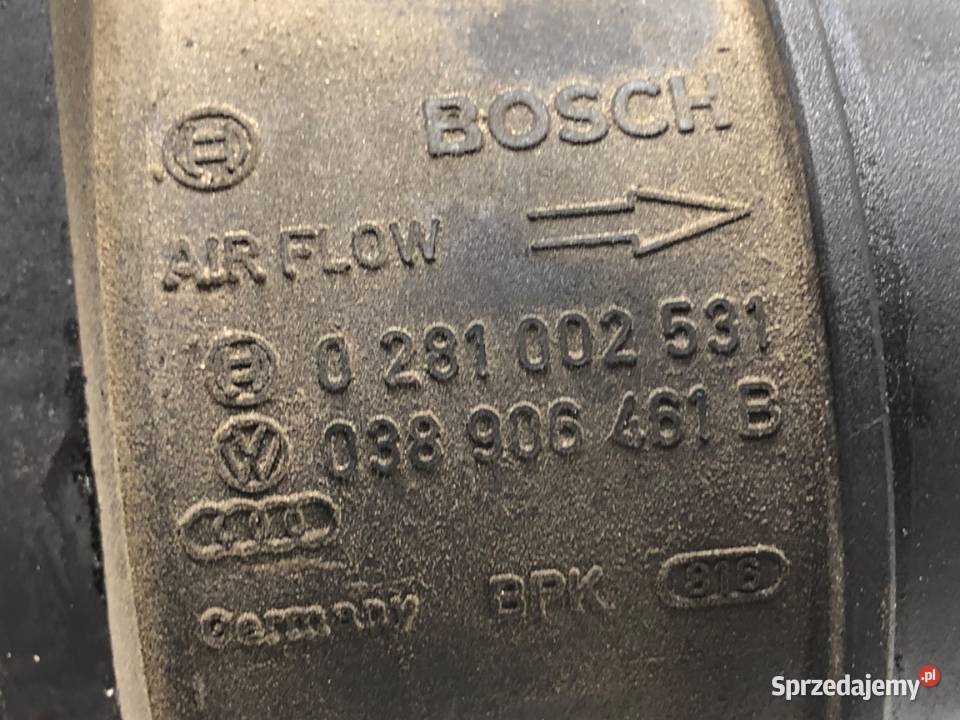 BOSCH
AIR FLOW
0 281 002 531
038 906 461 B
Germany BPK 816
Sprzedajemy.pl